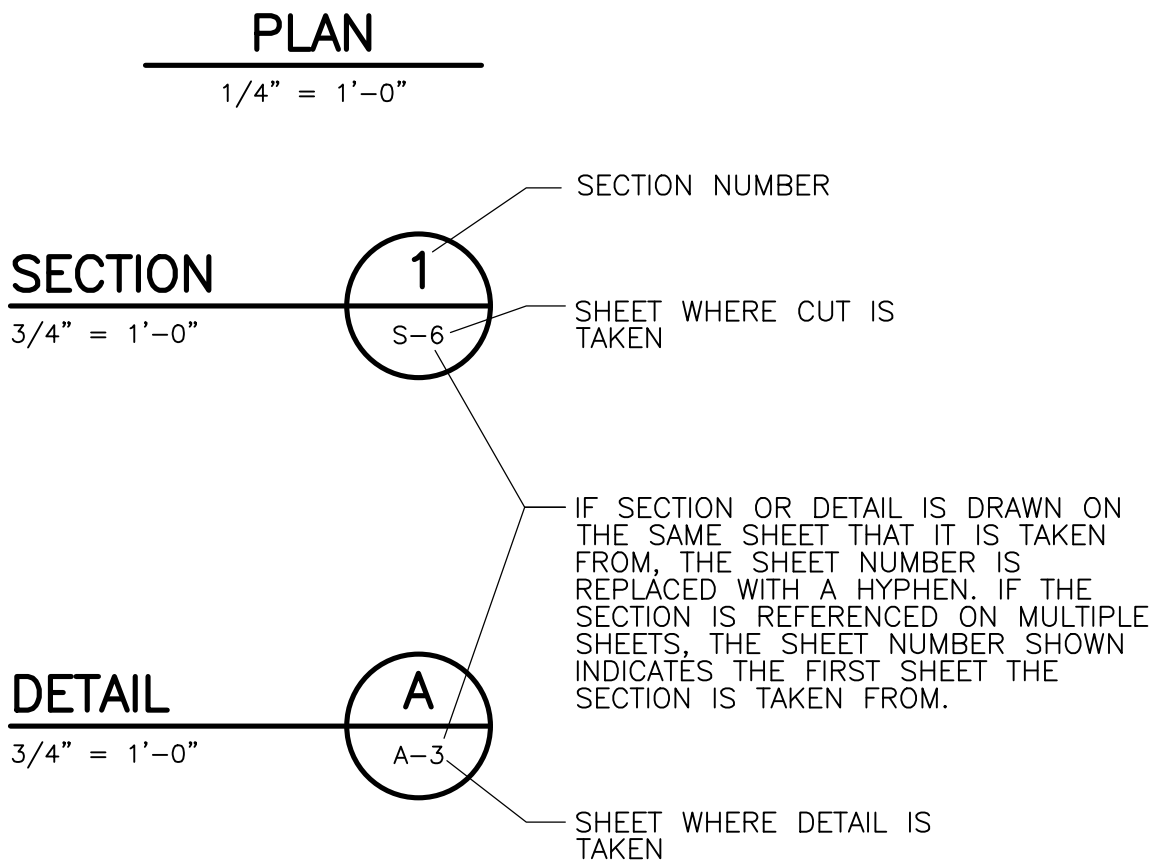 PLAN
1/4" = 1'-0"
SECTION NUMBER
1
SECTION
S-6
3/4" = 1'-0"
SHEET WHERE CUT IS
TAKEN
IF SECTION OR DETAIL IS DRAWN ON
THE SAME SHEET THAT IT IS TAKEN
FROM, THE SHEET NUMBER IS
REPLACED WITH A HYPHEN. IF THE
SECTION IS REFERENCED ON MULTIPLE
SHEETS, THE SHEET NUMBER SHOWN
INDICATES THE FIRST SHEET THE
SECTION IS TAKEN FROM.
A
DETAIL
A-3
3/4" = 1'-0"
SHEET WHERE DETAIL IS
TAKEN